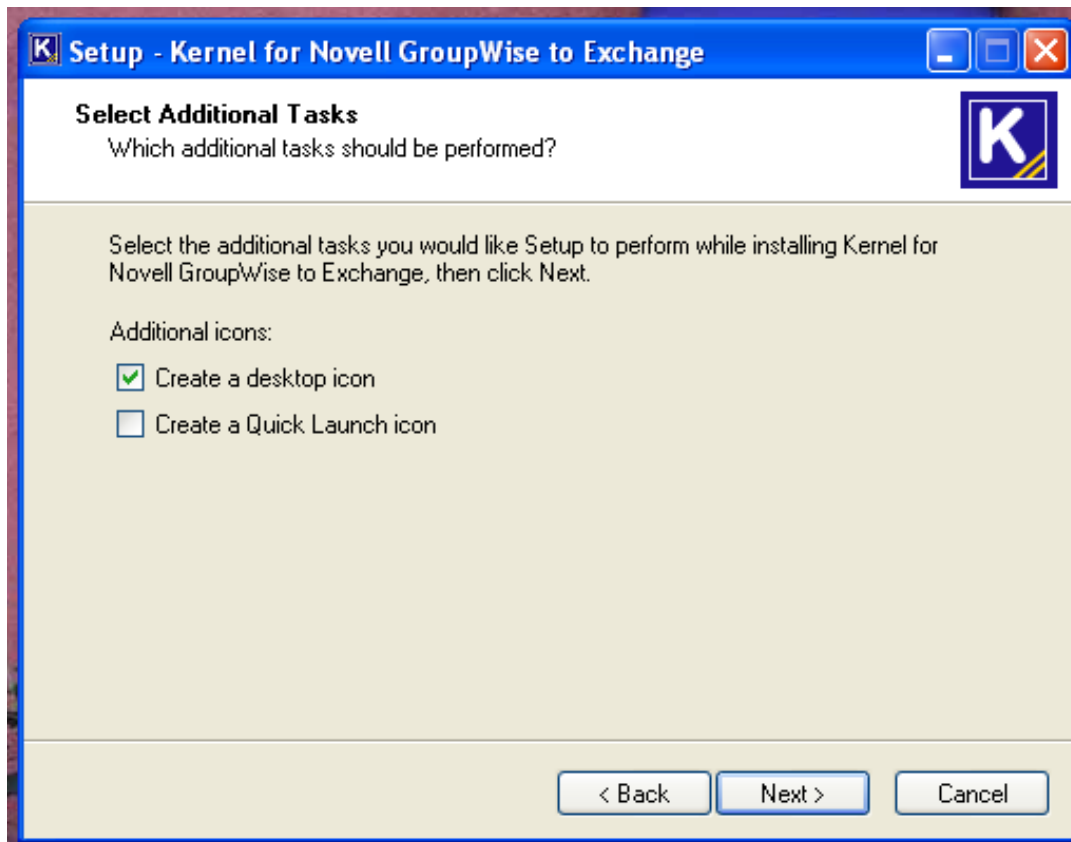 K Setup - Kernel for Novell GroupWise to Exchange
Select Additional Tasks
Which additional tasks should be performed?
K
Select the additional tasks you would like Setup to perform while installing Kernel for
Novell GroupWise to Exchange, then click Next.
Additional icons:
Create a desktop icon
Create a Quick Launch icon
< Back Next > Cancel